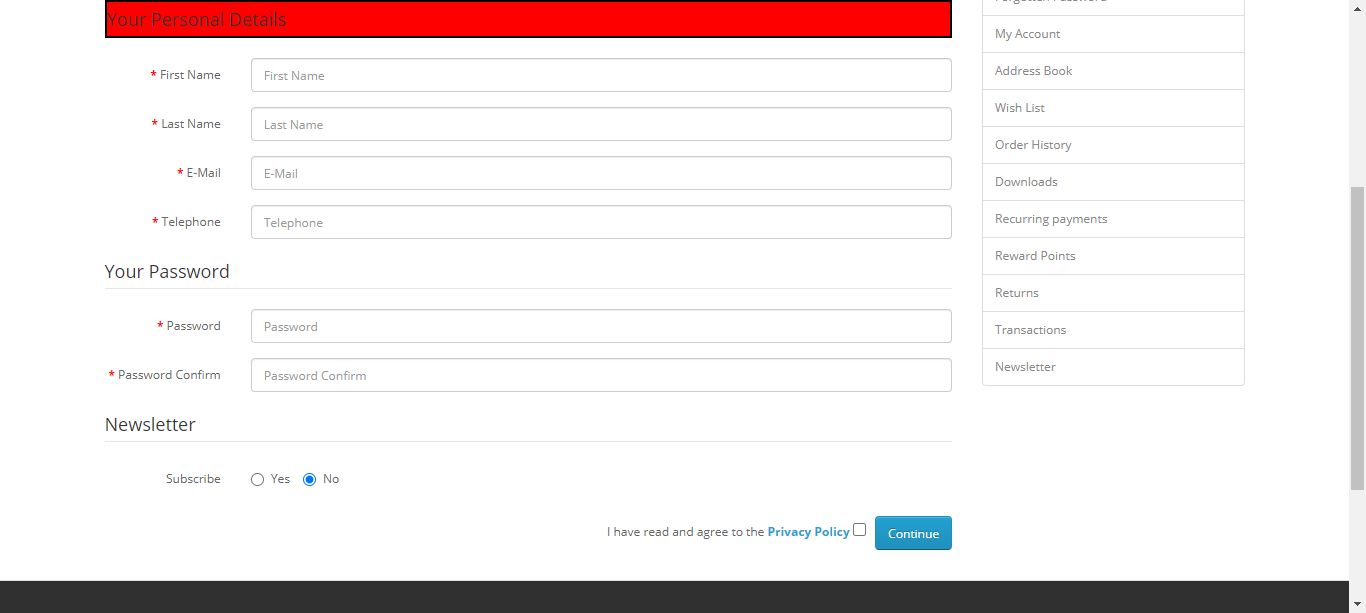 Your Personal Details
* First Name
First Name
* Last Name
Last Name
* E-Mail
E-Mail
* Telephone
Telephone
Your Password
* Password
Password
* Password Confirm
Password Confirm
Newsletter
Subscribe
Yes
No
I have read and agree to the Privacy Policy
Continue
My Account
Address Book
Wish List
Order History
Downloads
Recurring payments
Reward Points
Returns
Transactions
Newsletter